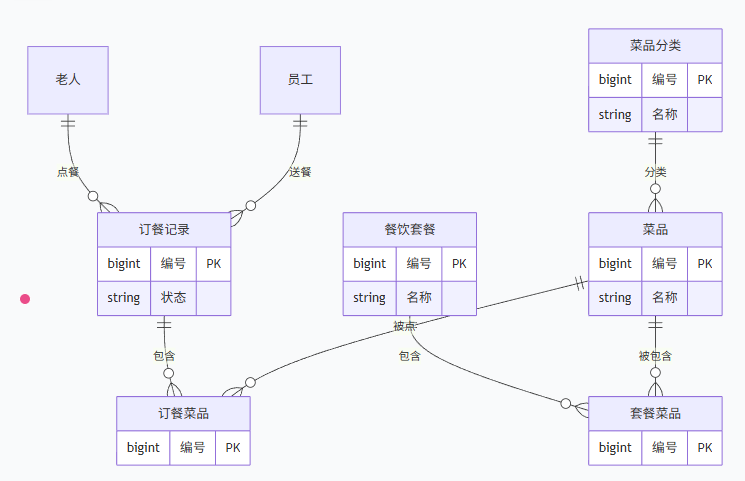 菜品分类
bigint 编号 PK
string 名称
老人
员工
点餐
送餐
分类
订餐记录
bigint 编号 PK
string 状态
餐饮套餐
bigint 编号 PK
string 名称
菜品
bigint 编号 PK
string 名称
被点
包含
包含
被包含
订餐菜品
bigint 编号 PK
套餐菜品
bigint 编号 PK